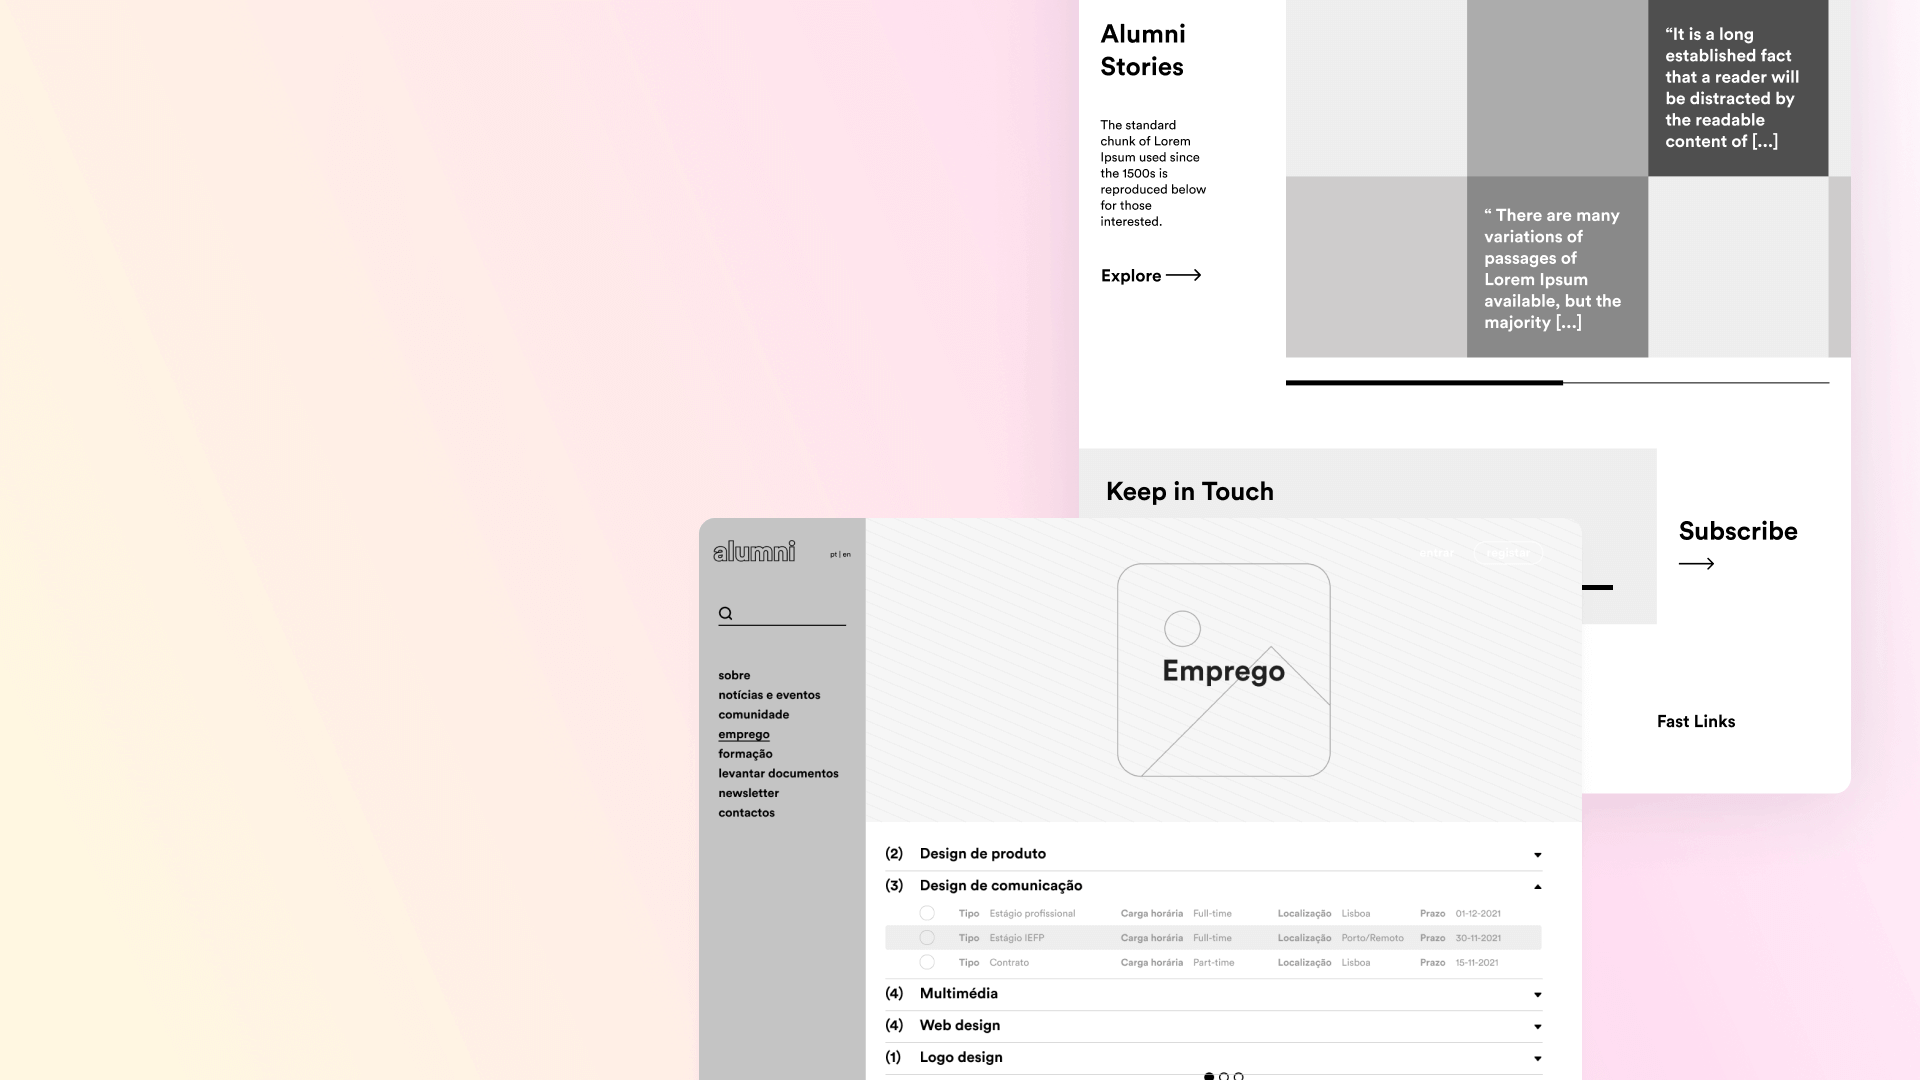 Alumni
Stories
The standard
chunk of Lorem
Ipsum used since
the 1500s is
reproduced below
for those
interested.
Explore
“It is a long
established fact
that a reader will
be distracted by
the readable
content of [...]
“ There are many
variations of
passages of
Lorem Ipsum
available, but the
majority [...]
Keep in Touch
Subscribe
Fast Links
alumni
pt | en
entrar
registar
sobre
notícias e eventos
comunidade
emprego
formação
levantar documentos
newsletter
contactos
Emprego
(2) Design de produto
(3) Design de comunicação
Tipo Estágio profissional Carga horária Full-time Localização Lisboa Prazo 01-12-2021
Tipo Estágio IEFP Carga horária Full-time Localização Porto/Remoto Prazo 30-11-2021
Tipo Contrato Carga horária Part-time Localização Lisboa Prazo 15-11-2021
(4) Multimédia
(4) Web design
(1) Logo design